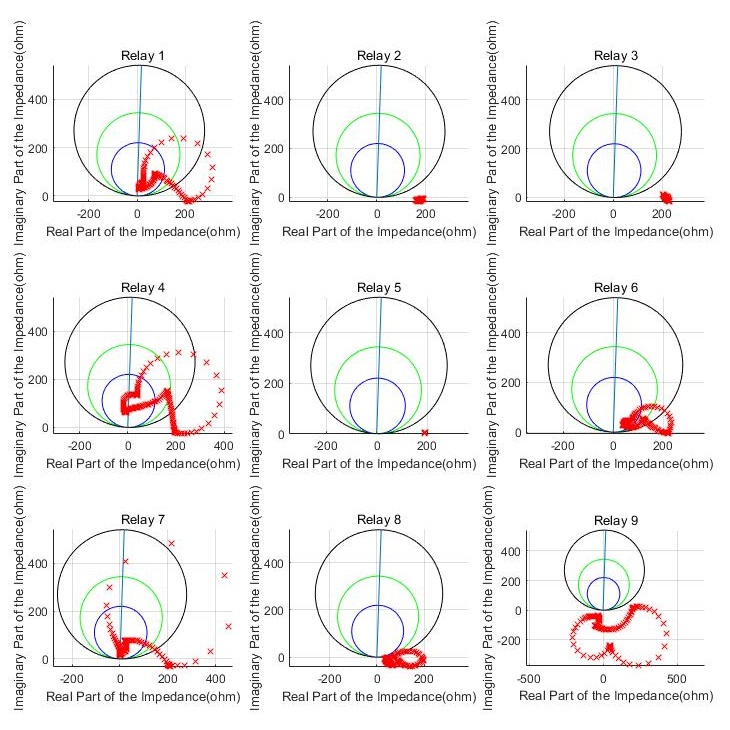 Relay 1
Imaginary Part of the Impedance(ohm)
400
200
0
-200 0 200
Real Part of the Impedance(ohm)
Relay 2
Imaginary Part of the Impedance(ohm)
400
200
0
-200 0 200
Real Part of the Impedance(ohm)
Relay 3
Imaginary Part of the Impedance(ohm)
400
200
0
-200 0 200
Real Part of the Impedance(ohm)
Relay 4
Imaginary Part of the Impedance(ohm)
400
200
0
-200 0 200 400
Real Part of the Impedance(ohm)
Relay 5
Imaginary Part of the Impedance(ohm)
400
200
0
-200 0 200
Real Part of the Impedance(ohm)
Relay 6
Imaginary Part of the Impedance(ohm)
400
200
0
-200 0 200
Real Part of the Impedance(ohm)
Relay 7
Imaginary Part of the Impedance(ohm)
400
200
0
-200 0 200 400
Real Part of the Impedance(ohm)
Relay 8
Imaginary Part of the Impedance(ohm)
400
200
0
-200 0 200
Real Part of the Impedance(ohm)
Relay 9
Imaginary Part of the Impedance(ohm)
400
200
0
-200
-500 0 500
Real Part of the Impedance(ohm)